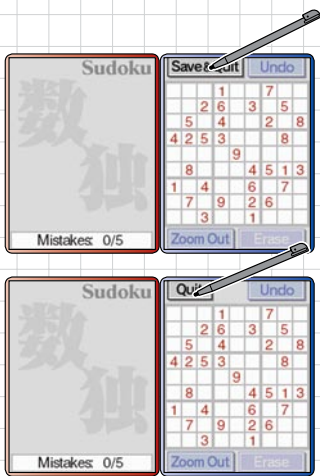 Sudoku
数
独
Mistakes: 0/5
Save&Quit Undo
1 7
2 6 3 5
5 4 2 8
4 2 5 3 8
9
8 4 5 1 3
1 4 6 7
7 9 2 6
3 1
Zoom Out Erase
Sudoku
数
独
Mistakes: 0/5
Quit Undo
1 7
2 6 3 5
5 4 2 8
4 2 5 3 8
9
8 4 5 1 3
1 4 6 7
7 9 2 6
3 1
Zoom Out Erase